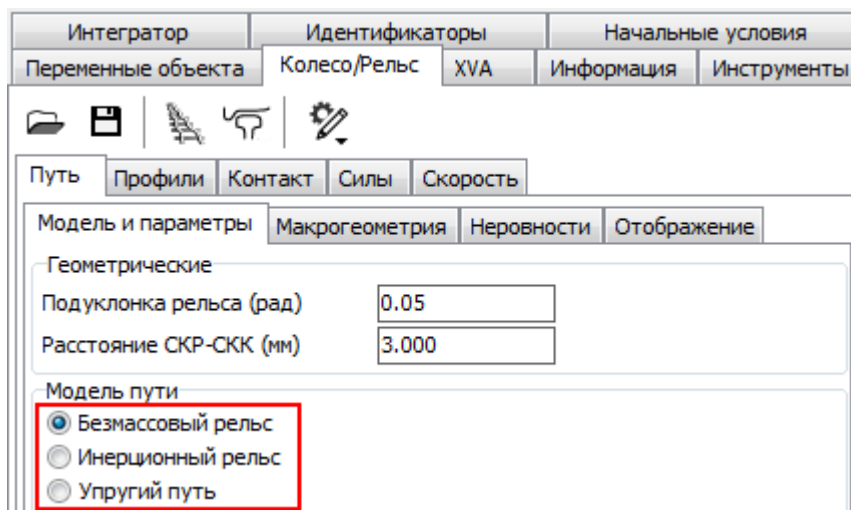 Интегратор Идентификаторы Начальные условия
Переменные объекта Колесо/Рельс XVA Информация Инструменты
Путь Профили Контакт Силы Скорость
Модель и параметры Макрогеометрия Неровности Отображение
Геометрические
Подуклонка рельса (рад) 0.05
Расстояние СКР-СКК (мм) 3.000
Модель пути
Безмассовый рельс
Инерционный рельс
Упругий путь